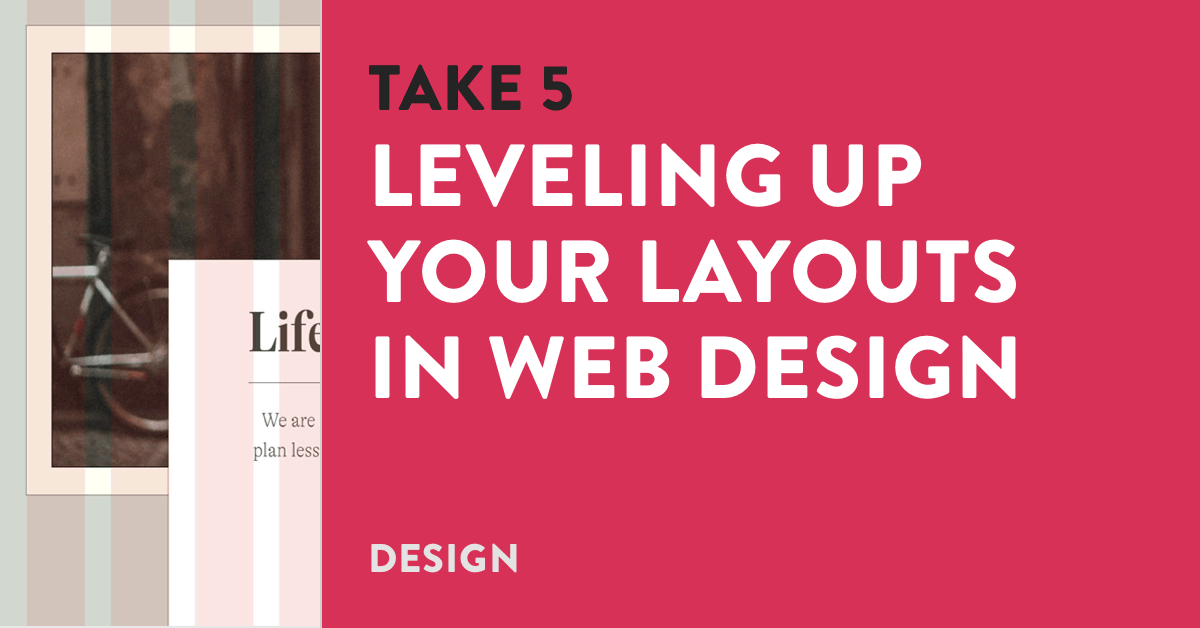 TAKE 5
LEVELING UP
YOUR LAYOUTS
IN WEB DESIGN
DESIGN
Life
We are
plan less